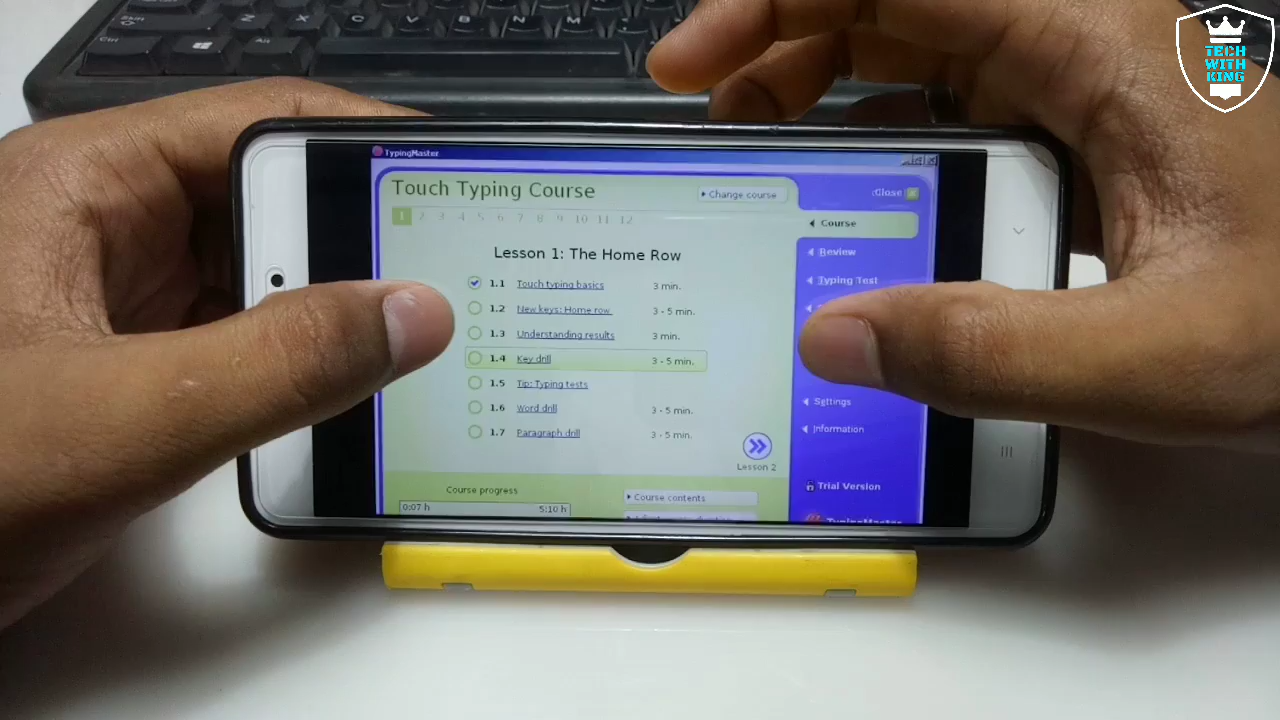 Shift
Z X C V B N M
Ctrl
Alt
TECH
WITH
KING
TypingMaster
Touch Typing Course
Change course
Close
1 2 3 4 5 6 7 8 9 10 11 12
Course
Lesson 1: The Home Row
Review
1.1 Touch typing basics 3 min.
Typing Test
1.2 New keys: Home row 3 - 5 min.
1.3 Understanding results 3 min.
1.4 Key drill 3 - 5 min.
1.5 Tip: Typing tests
Settings
1.6 Word drill 3 - 5 min.
Information
1.7 Paragraph drill 3 - 5 min.
Lesson 2
Trial Version
Course progress
Course contents
0:07 h 5:10 h
TypingMaster